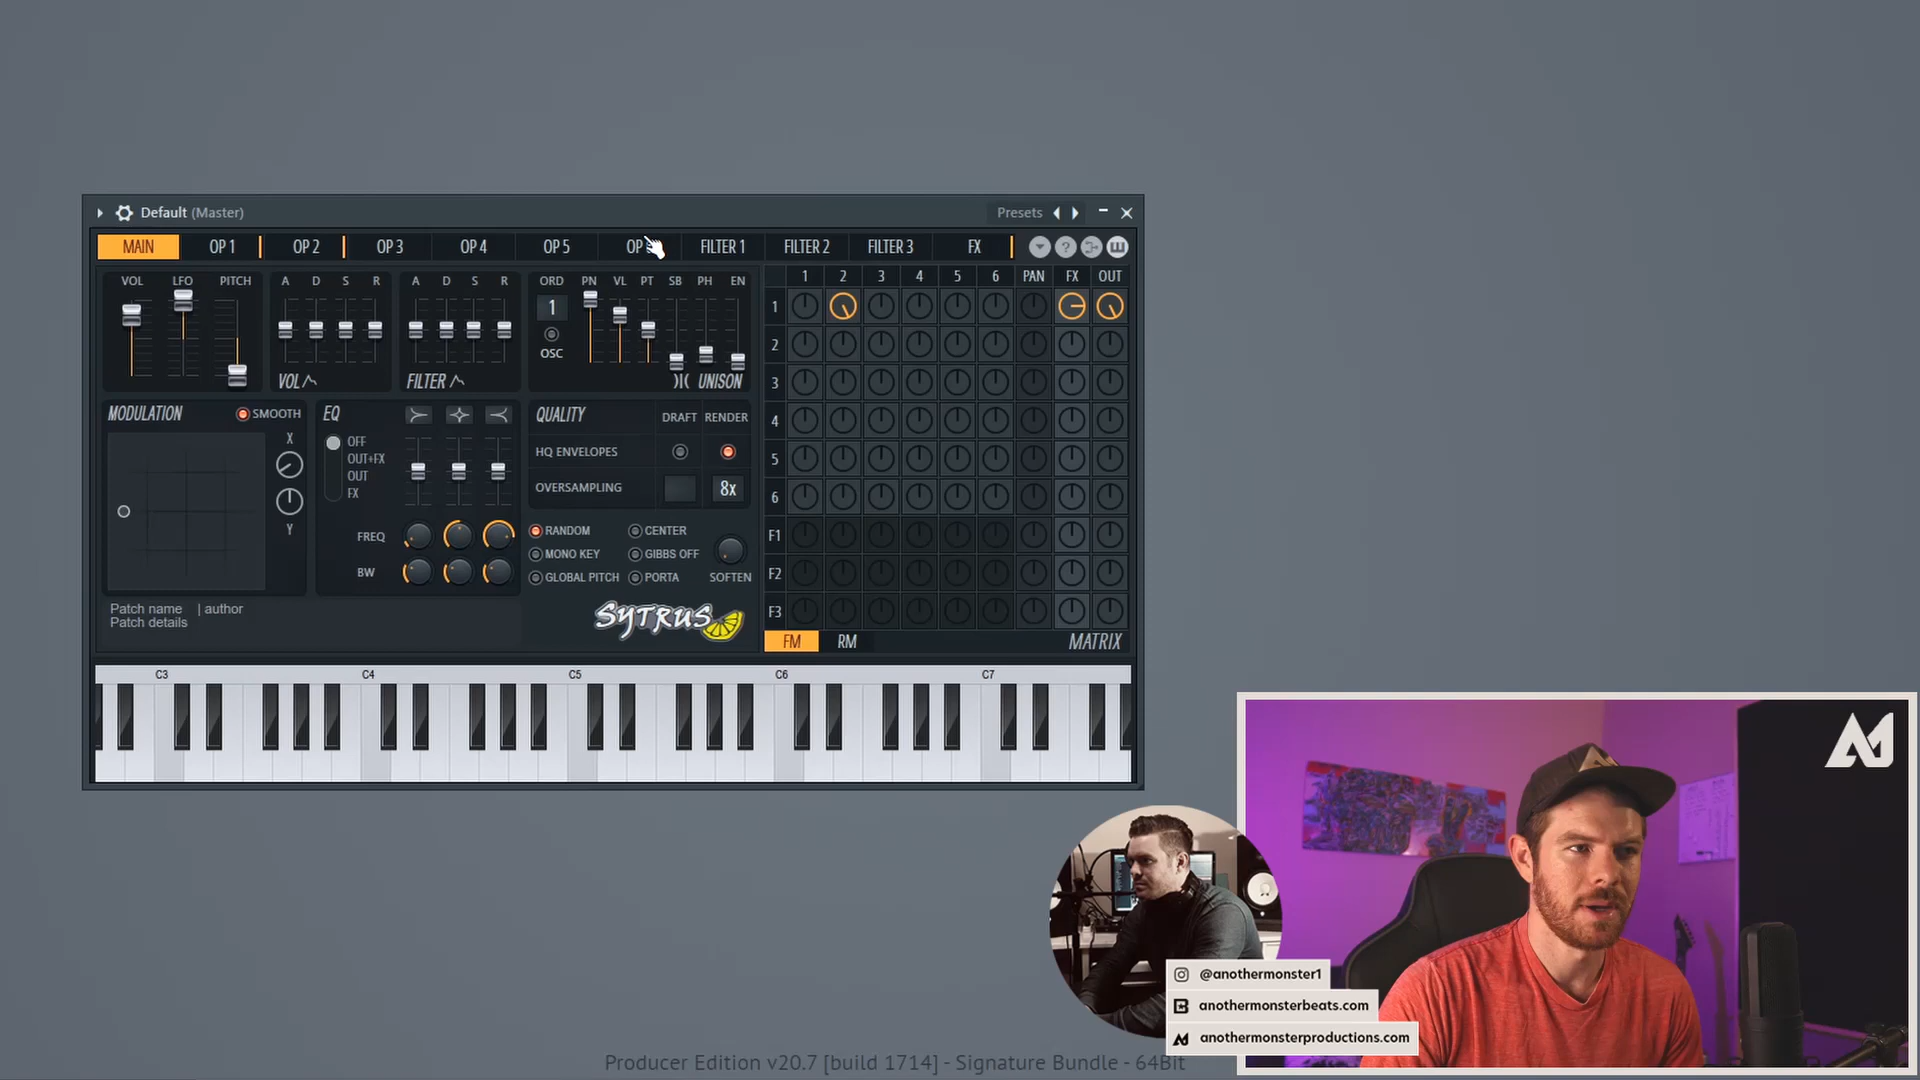 Default (Master)
Presets
MAIN OP 1 OP 2 OP 3 OP 4 OP 5 OP FILTER 1 FILTER 2 FILTER 3 FX
VOL LFO PITCH
A D S R
VOL
A D S R
FILTER
ORD PN VL PT SB PH EN
1
OSC
UNISON
MODULATION
SMOOTH
X
Y
EQ
OFF
OUT+FX
OUT
FX
FREQ
BW
QUALITY DRAFT RENDER
HQ ENVELOPES
OVERSAMPLING 8x
RANDOM CENTER
MONO KEY GIBBS OFF
GLOBAL PITCH PORTA SOFTEN
Patch name | author
Patch details
SYTRUS
1 2 3 4 5 6 PAN FX OUT
1
2
3
4
5
6
F1
F2
F3
FM RM MATRIX
C3 C4 C5 C6 C7
AM
@anothermonster1
anothermonsterbeats.com
anothermonsterproductions.com
Producer Edition v20.7 [build 1714] - Signature Bundle - 64Bit